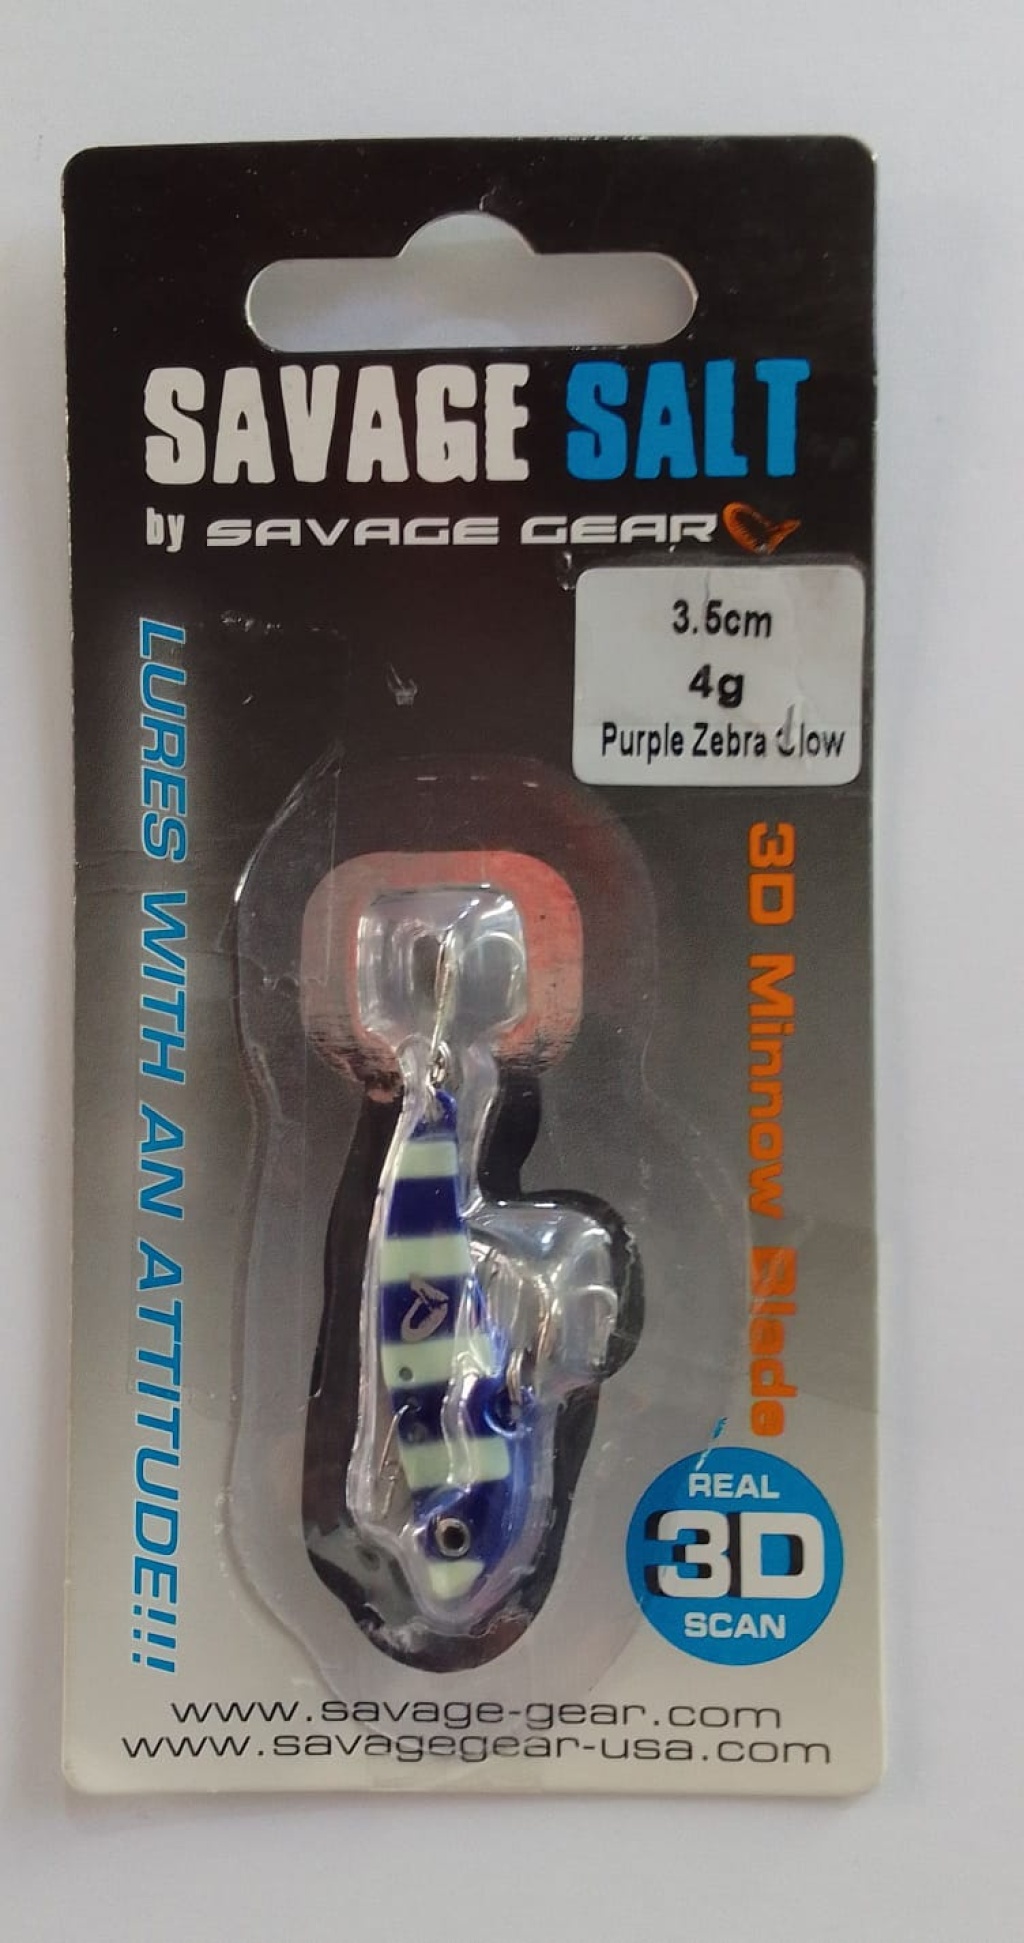 SAVAGE SALT
by SAVAGE GEAR
3.5cm
4g
Purple Zebra Glow
LURES WITH AN ATTITUDE!!!
3D Minnow Blade
REAL
3D
SCAN
www.savage-gear.com
www.savagegear-usa.com